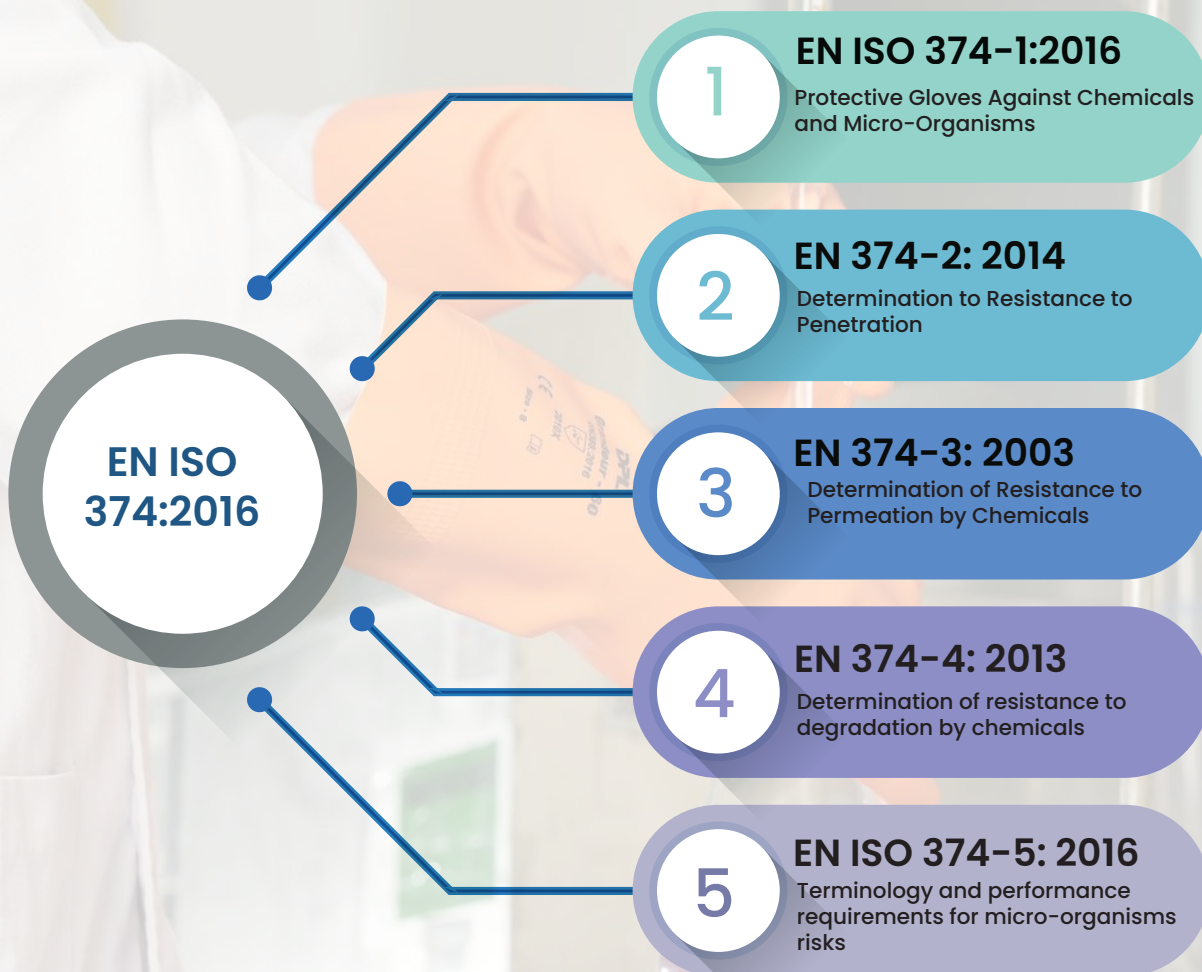 EN ISO
374:2016
1
EN ISO 374-1:2016
Protective Gloves Against Chemicals
and Micro-Organisms
2
EN 374-2: 2014
Determination to Resistance to
Penetration
3
EN 374-3: 2003
Determination of Resistance to
Permeation by Chemicals
4
EN 374-4: 2013
Determination of resistance to
degradation by chemicals
5
EN ISO 374-5: 2016
Terminology and performance
requirements for micro-organisms
risks